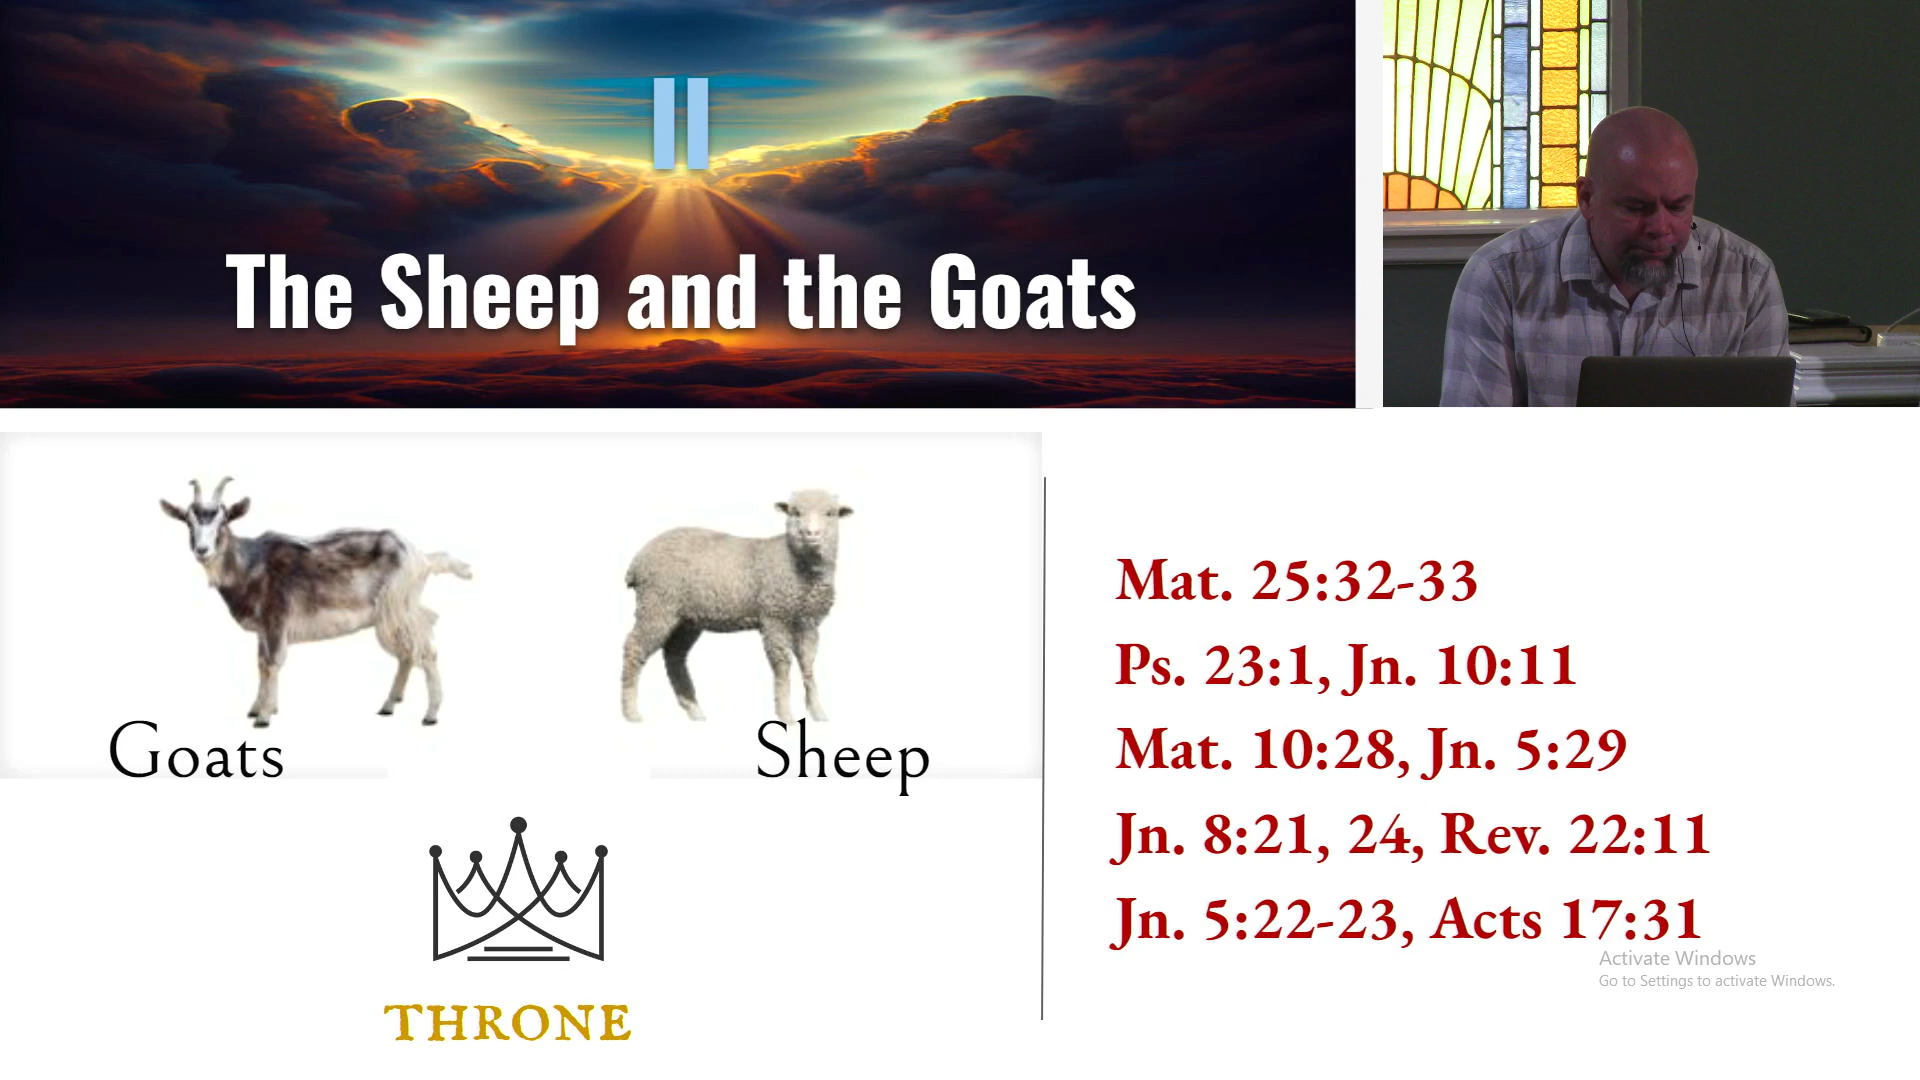 II
The Sheep and the Goats
Goats
Sheep
THRONE
Mat. 25:32-33
Ps. 23:1, Jn. 10:11
Mat. 10:28, Jn. 5:29
Jn. 8:21, 24, Rev. 22:11
Jn. 5:22-23, Acts 17:31
Activate Windows
Go to Settings to activate Windows.